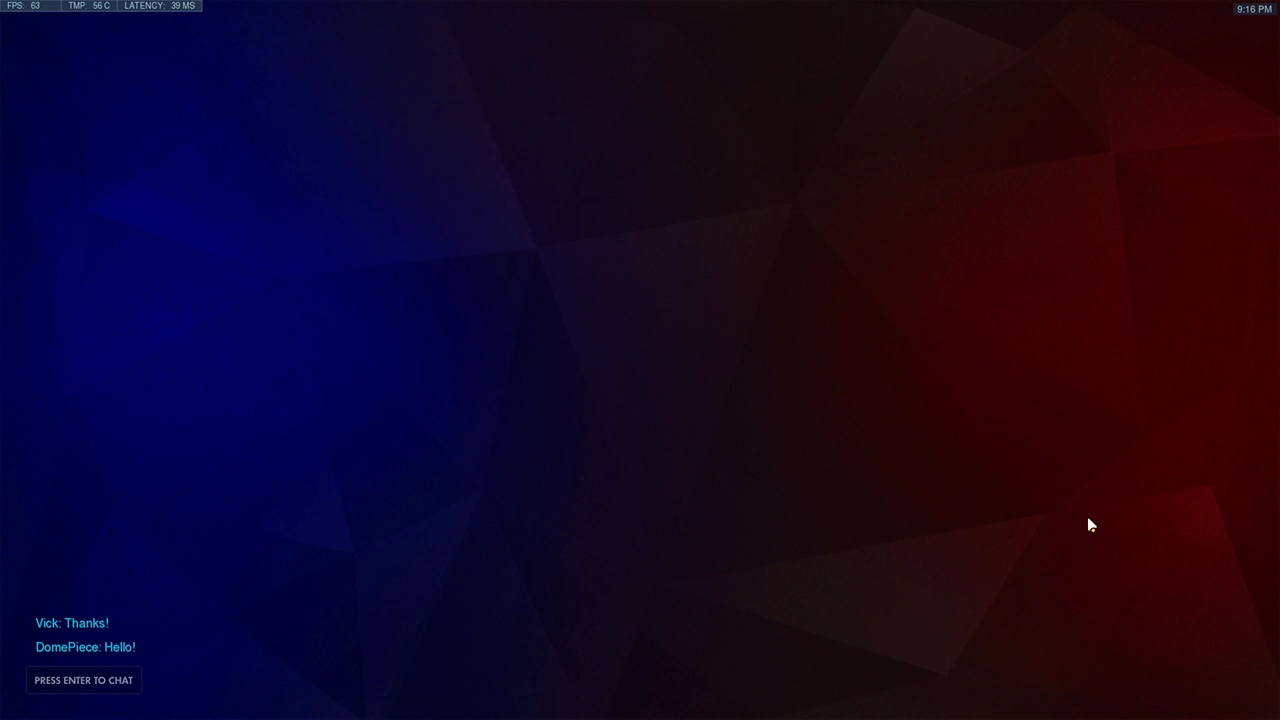 FPS: 63 TMP: 56 C LATENCY: 39 MS
9:16 PM
Vick: Thanks!
DomePiece: Hello!
PRESS ENTER TO CHAT